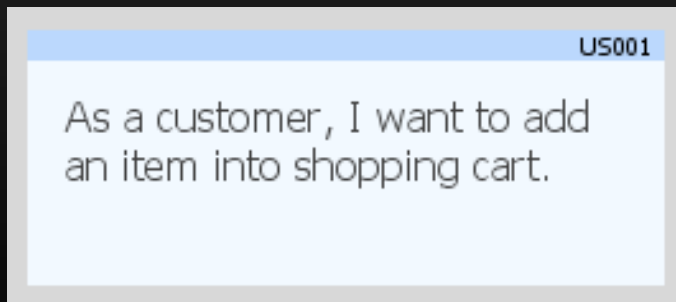 US001
As a customer, I want to add
an item into shopping cart.